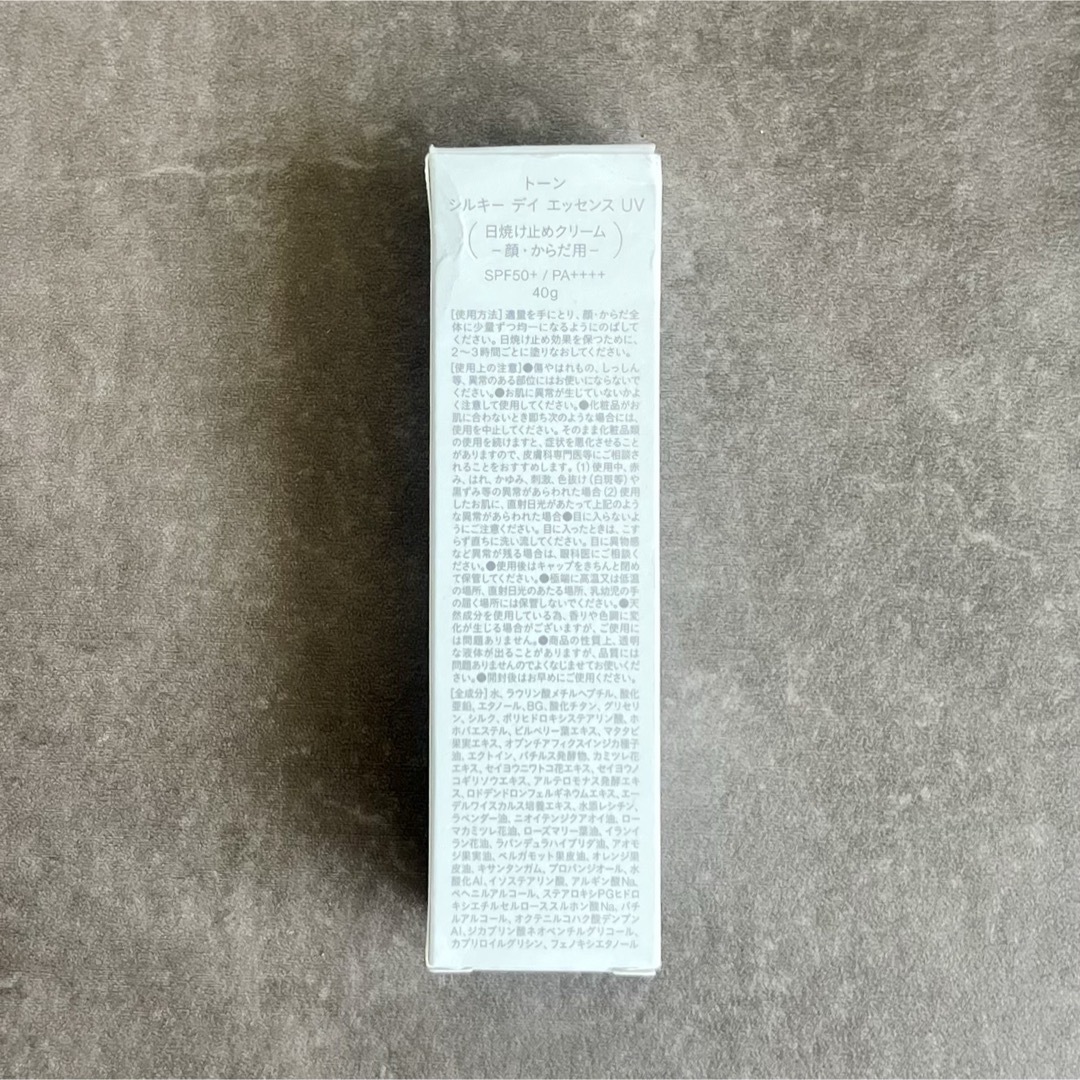 トーン
シルキー デイ エッセンス UV
日焼け止めクリーム
−顔・からだ用−
SPF50+ / PA++++
40g
[使用方法]適量を手にとり、顔・からだ全
体に少量ずつ均一になるようにのばして
ください。日焼け止め効果を保つために、
2〜3時間ごとに塗りなおしてください。
[使用上の注意]●傷やはれもの、しっしん
等、異常のある部位にはお使いにならないで
ください。●お肌に異常が生じていないかよ
く注意して使用してください。●化粧品がお
肌に合わないとき即ち次のような場合には、
使用を中止してください。そのまま化粧品類
の使用を続けますと、症状を悪化させること
がありますので、皮膚科専門医等にご相談さ
れることをおすすめします。(1)使用中、赤
み、はれ、かゆみ、刺激、色抜け(白斑等)や
黒ずみ等の異常があらわれた場合(2)使用
したお肌に、直射日光があたって上記のよう
な異常があらわれた場合●目に入らないよ
うにご注意ください。目に入ったときは、こす
らず直ちに洗い流してください。目に異物感
など異常が残る場合は、眼科医にご相談く
ださい。●使用後はキャップをきちんと閉め
て保管してください。●極端に高温又は低温
の場所、直射日光のあたる場所、乳幼児の手
の届く場所には保管しないでください。●天
然成分を使用している為、香りや色調に変
化が生じる場合がございますが、ご使用に
は問題ありません。●商品の性質上、透明
な液体が出ることがありますが、品質には
問題ありませんのでよくなじませてお使いくだ
さい。●開封後はお早めにご使用ください。
[全成分]水、ラウリン酸メチルヘプチル、酸化
亜鉛、エタノール、BG、酸化チタン、グリセリ
ン、シルク、ポリヒドロキシステアリン酸、ホ
ホバエステル、ビルベリー葉エキス、マタタビ
果実エキス、オプンチアフィクスインジカ種子
油、エクトイン、バチルス発酵物、カミツレ花
エキス、セイヨウニワトコ花エキス、セイヨウノ
コギリソウエキス、アルテロモナス発酵エキ
ス、ロドデンドロンフェルギネウムエキス、エー
デルワイスカルス培養エキス、水添レシチン、
ラベンダー油、ニオイテンジクアオイ油、ロー
マカミツレ花油、ローズマリー葉油、イランイ
ラン花油、ラバンデュラハイブリダ油、アオモ
ジ果実油、ベルガモット果皮油、オレンジ果
皮油、キサンタンガム、プロパンジオール、水
酸化Al、イソステアリン酸、アルギン酸Na、
ベヘニルアルコール、ステアロキシPGヒドロ
キシエチルセルローススルホン酸Na、バチ
ルアルコール、オクテニルコハク酸デンプン
Al、ジカプリン酸ネオペンチルグリコール、
カプリロイルグリシン、フェノキシエタノール